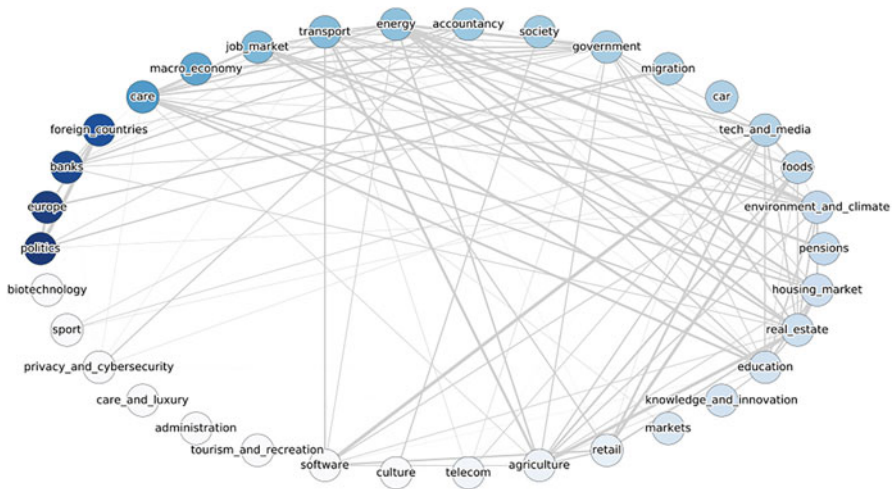 energy
transport
accountancy
job_market
society
macro_economy
government
care
migration
foreign_countries
car
banks
tech_and_media
europe
foods
politics
environment_and_climate
biotechnology
pensions
sport
housing_market
privacy_and_cybersecurity
real_estate
care_and_luxury
education
administration
knowledge_and_innovation
tourism_and_recreation
markets
software
retail
culture
telecom
agriculture